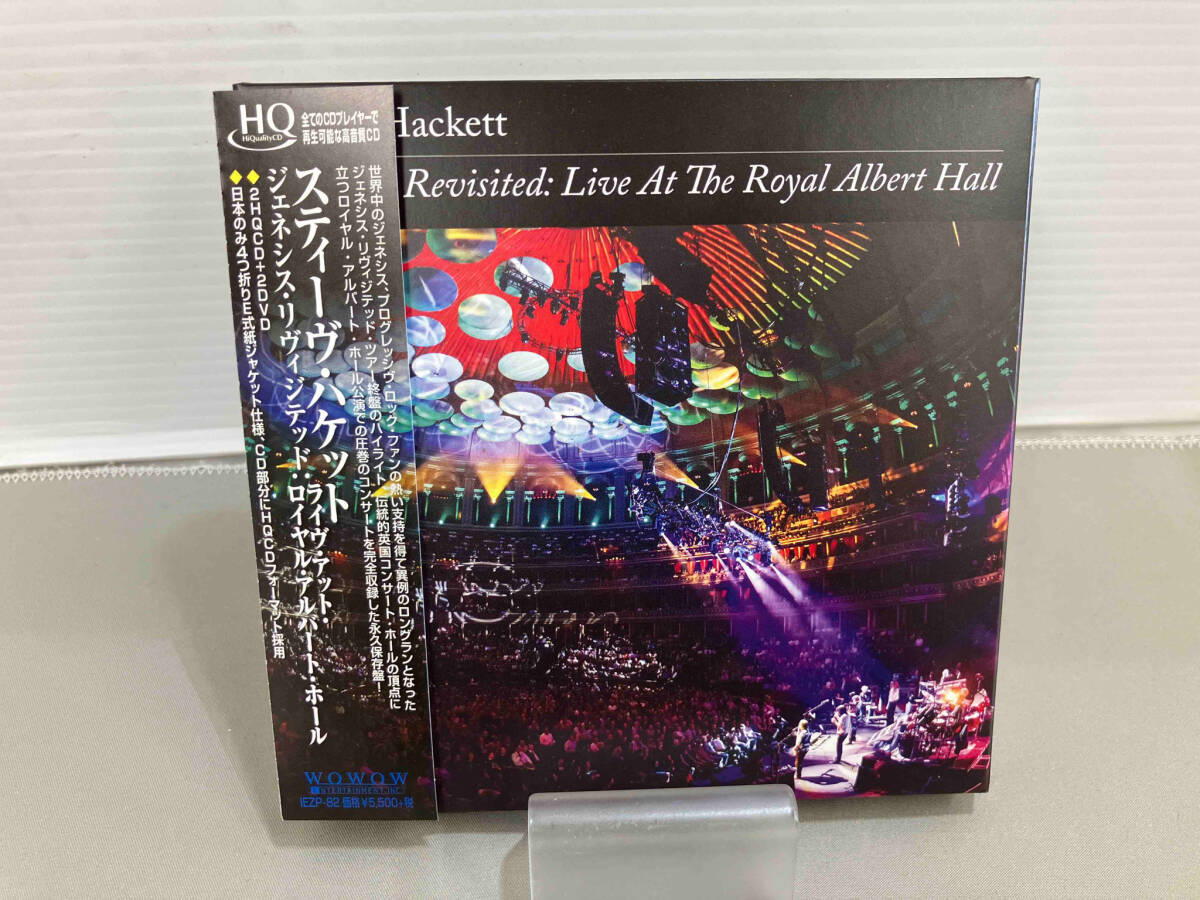 HQ
HiQualityCD
全てのCDプレイヤーで
再生可能な高音質CD
Hackett
Revisited: Live At The Royal Albert Hall
世界中のジェネシス、プログレッシヴ・ロック・ファンの熱い支持を得て異例のロングランとなった
ジェネシス・リヴィジテッド・ツアー終盤のハイライト、伝統的英国コンサート・ホールの頂点に
立つロイヤル・アルバート・ホール公演での圧巻のコンサートを完全収録した永久保存盤!
スティーヴ・ハケット
ジェネシス・リヴィジテッド:ライヴ・アット・
ロイヤル・アルバート・ホール
◆2HQCD+2DVD
◆日本のみ4つ折りE式紙ジャケット仕様、CD部分にHQCDフォーマット採用
WOWOW
ENTERTAINMENT, INC.
IEZP-82 価格¥5,500+税